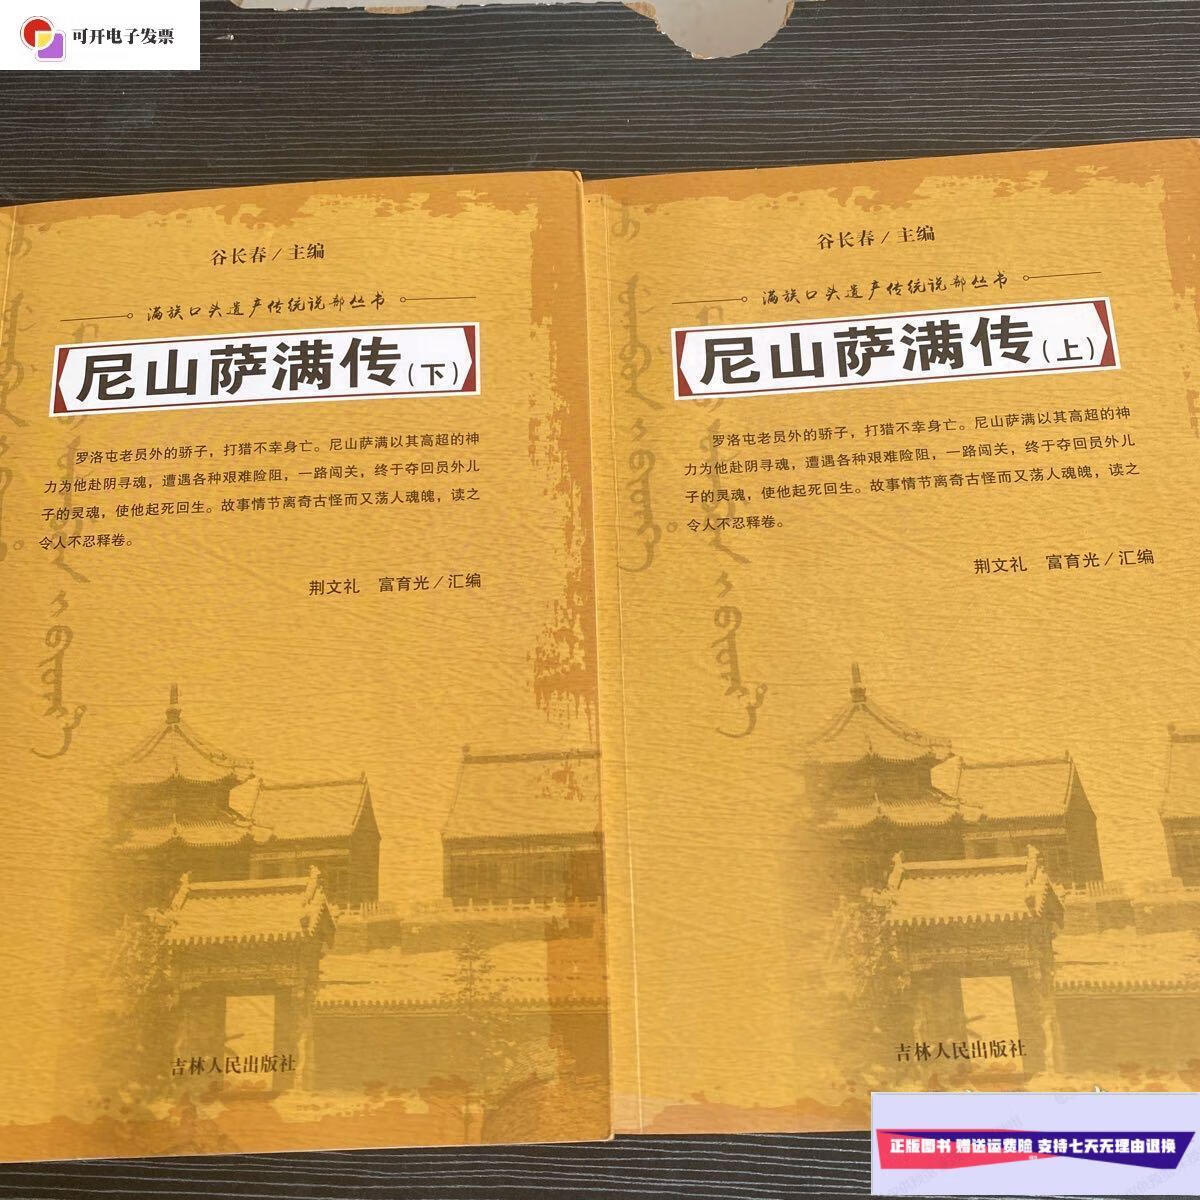 可开电子发票
谷长春／主编
满族口头遗产传统说部丛书
尼山萨满传(下)
罗洛屯老员外的骄子，打猎不幸身亡。尼山萨满以其高超的神
力为他赴阴寻魂，遭遇各种艰难险阻，一路闯关，终于夺回员外儿
子的灵魂，使他起死回生。故事情节离奇古怪而又荡人魂魄，读之
令人不忍释卷。
荆文礼 富育光／汇编
吉林人民出版社
谷长春／主编
满族口头遗产传统说部丛书
尼山萨满传(上)
罗洛屯老员外的骄子，打猎不幸身亡。尼山萨满以其高超的神
力为他赴阴寻魂，遭遇各种艰难险阻，一路闯关，终于夺回员外儿
子的灵魂，使他起死回生。故事情节离奇古怪而又荡人魂魄，读之
令人不忍释卷。
荆文礼 富育光／汇编
吉林人民出版社
正版图书 赠送运费险 支持七天无理由退换